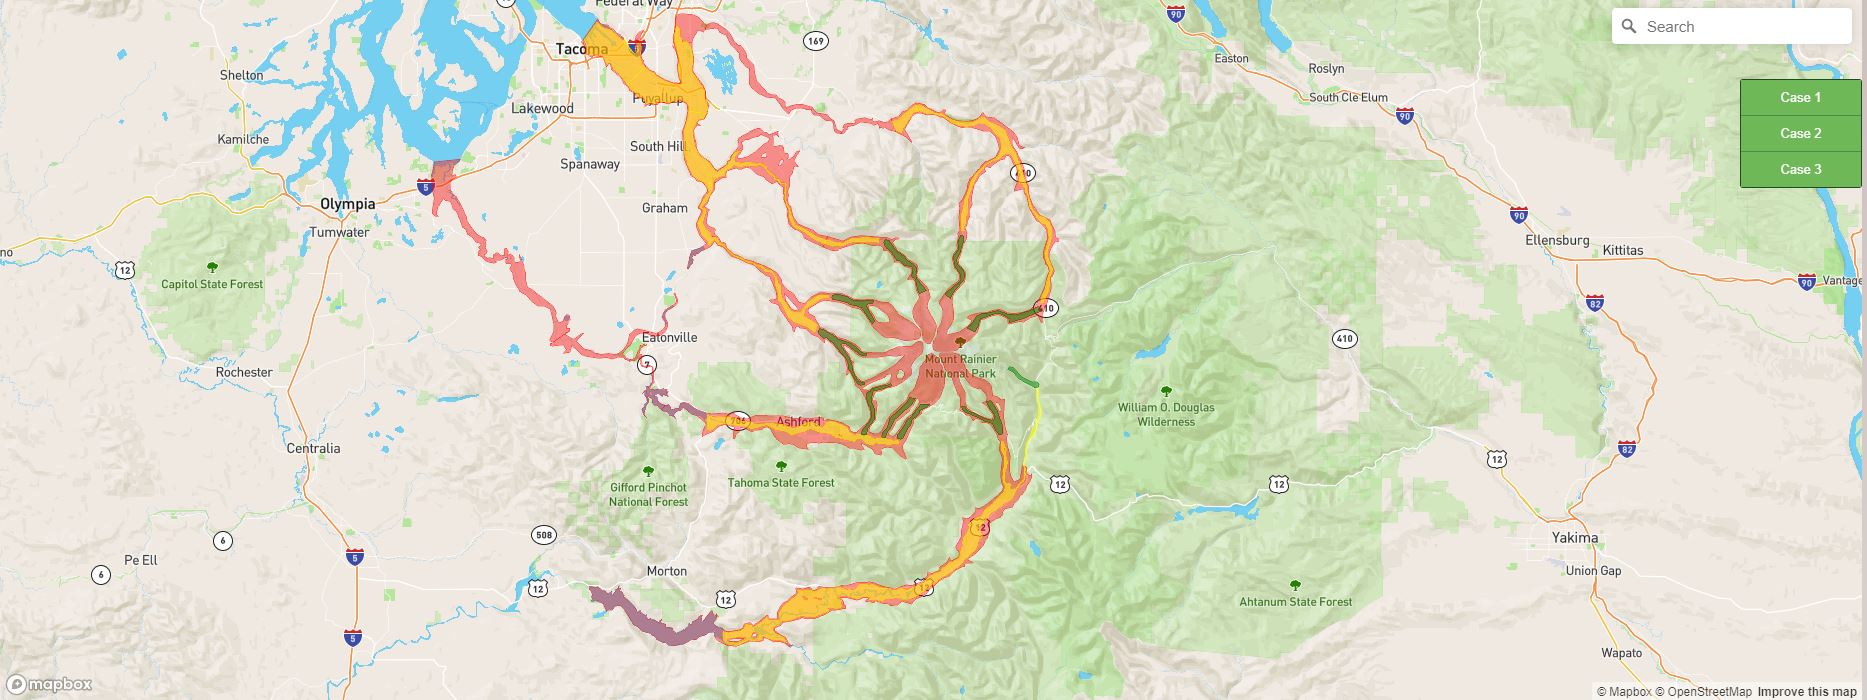 Federal Way
Search
90
Tacoma
5
169
Easton
Roslyn
Shelton
Case 1
South Cle Elum
Puyallup
Lakewood
90
Case 2
Kamilche
South Hill
Spanaway
Case 3
410
5
Olympia
Graham
90
Tumwater
Ellensburg
Kittitas
no
12
Capitol State Forest
90
Vantage
82
410
Eatonville
410
Mount Rainier
National Park
7
Rochester
William O. Douglas
Wilderness
706
Ashford
Centralia
82
12
Tahoma State Forest
Gifford Pinchot
National Forest
12
12
12
508
6
Yakima
Pe Ell
5
Morton
Union Gap
6
12
12
12
Ahtanum State Forest
5
Wapato
mapbox
© Mapbox © OpenStreetMap Improve this map